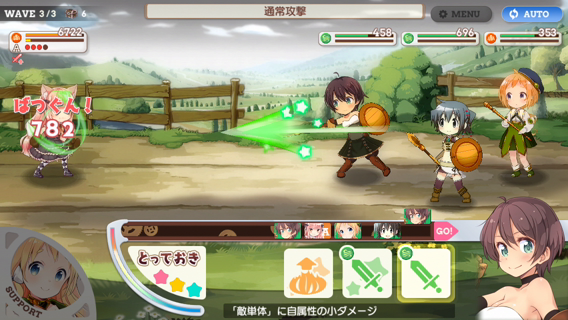 WAVE 3/3 6
通常攻撃
MENU
AUTO
6722
458
696
353
ばつぐん!
782
GO!
とっておき
SUPPORT
「敵単体」に自属性の小ダメージ